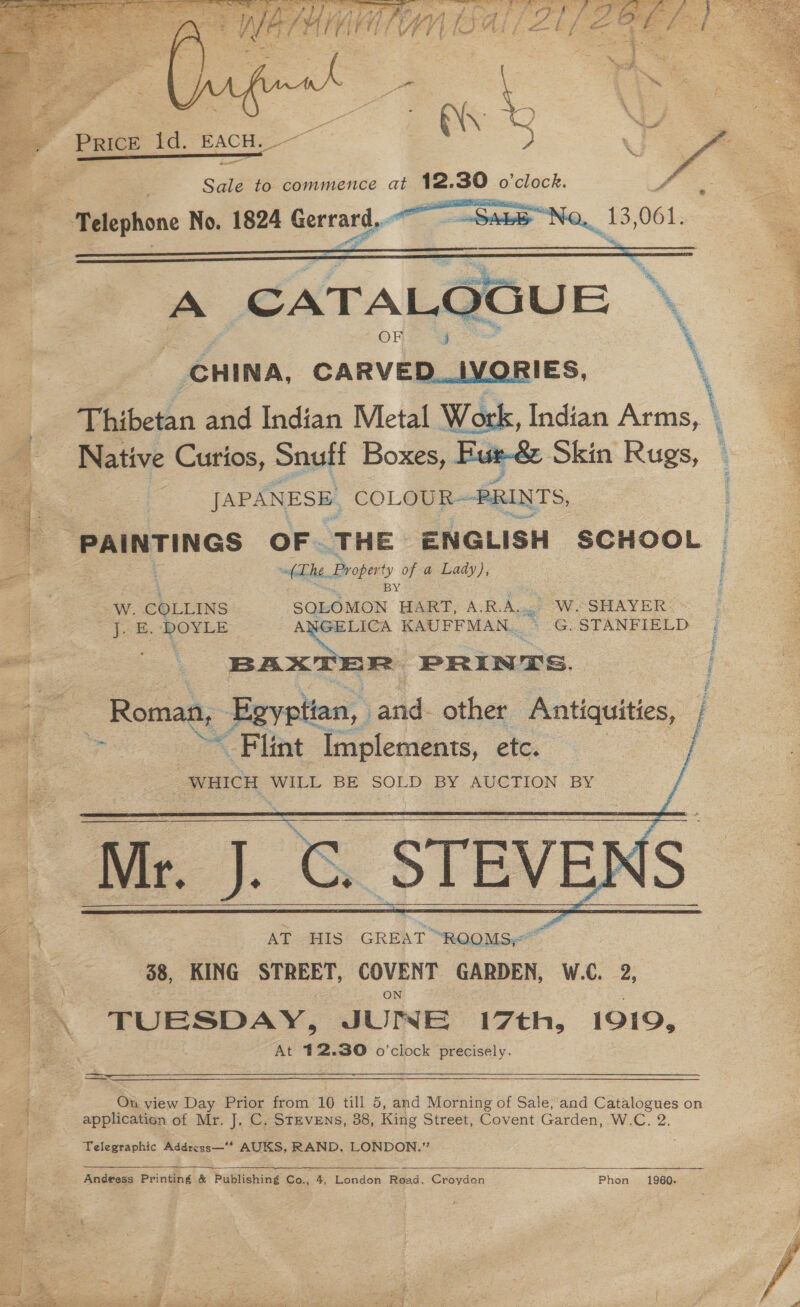 WA/HMM/Cm/Sal/21/26/1
PRICE 1d. EACH.
Sale to commence at 12.30 o'clock.
Telephone No. 1824 Gerrard. SALE No. 13,061.
A CATALOGUE
OF
CHINA, CARVED IVORIES,
Thibetan and Indian Metal Work, Indian Arms,
Native Curios, Snuff Boxes, Fur & Skin Rugs,
JAPANESE COLOUR PRINTS,
PAINTINGS OF THE ENGLISH SCHOOL
(The Property of a Lady),
BY
W. COLLINS SOLOMON HART, A.R.A. W. SHAYER
J. E. DOYLE ANGELICA KAUFFMAN. G. STANFIELD
BAXTER PRINTS.
Roman, Egyptian, and other Antiquities,
Flint Implements, etc.
WHICH WILL BE SOLD BY AUCTION BY
Mr. J. C. STEVENS
AT HIS GREAT ROOMS,
38, KING STREET, COVENT GARDEN, W.C. 2,
ON
TUESDAY, JUNE 17th, 1919,
At 12.30 o'clock precisely.
On view Day Prior from 10 till 5, and Morning of Sale, and Catalogues on
application of Mr. J. C. STEVENS, 38, King Street, Covent Garden, W.C. 2.
Telegraphic Address—“ AUKS, RAND, LONDON.”
Andress Printing & Publishing Co., 4, London Road, Croydon Phon 1960.